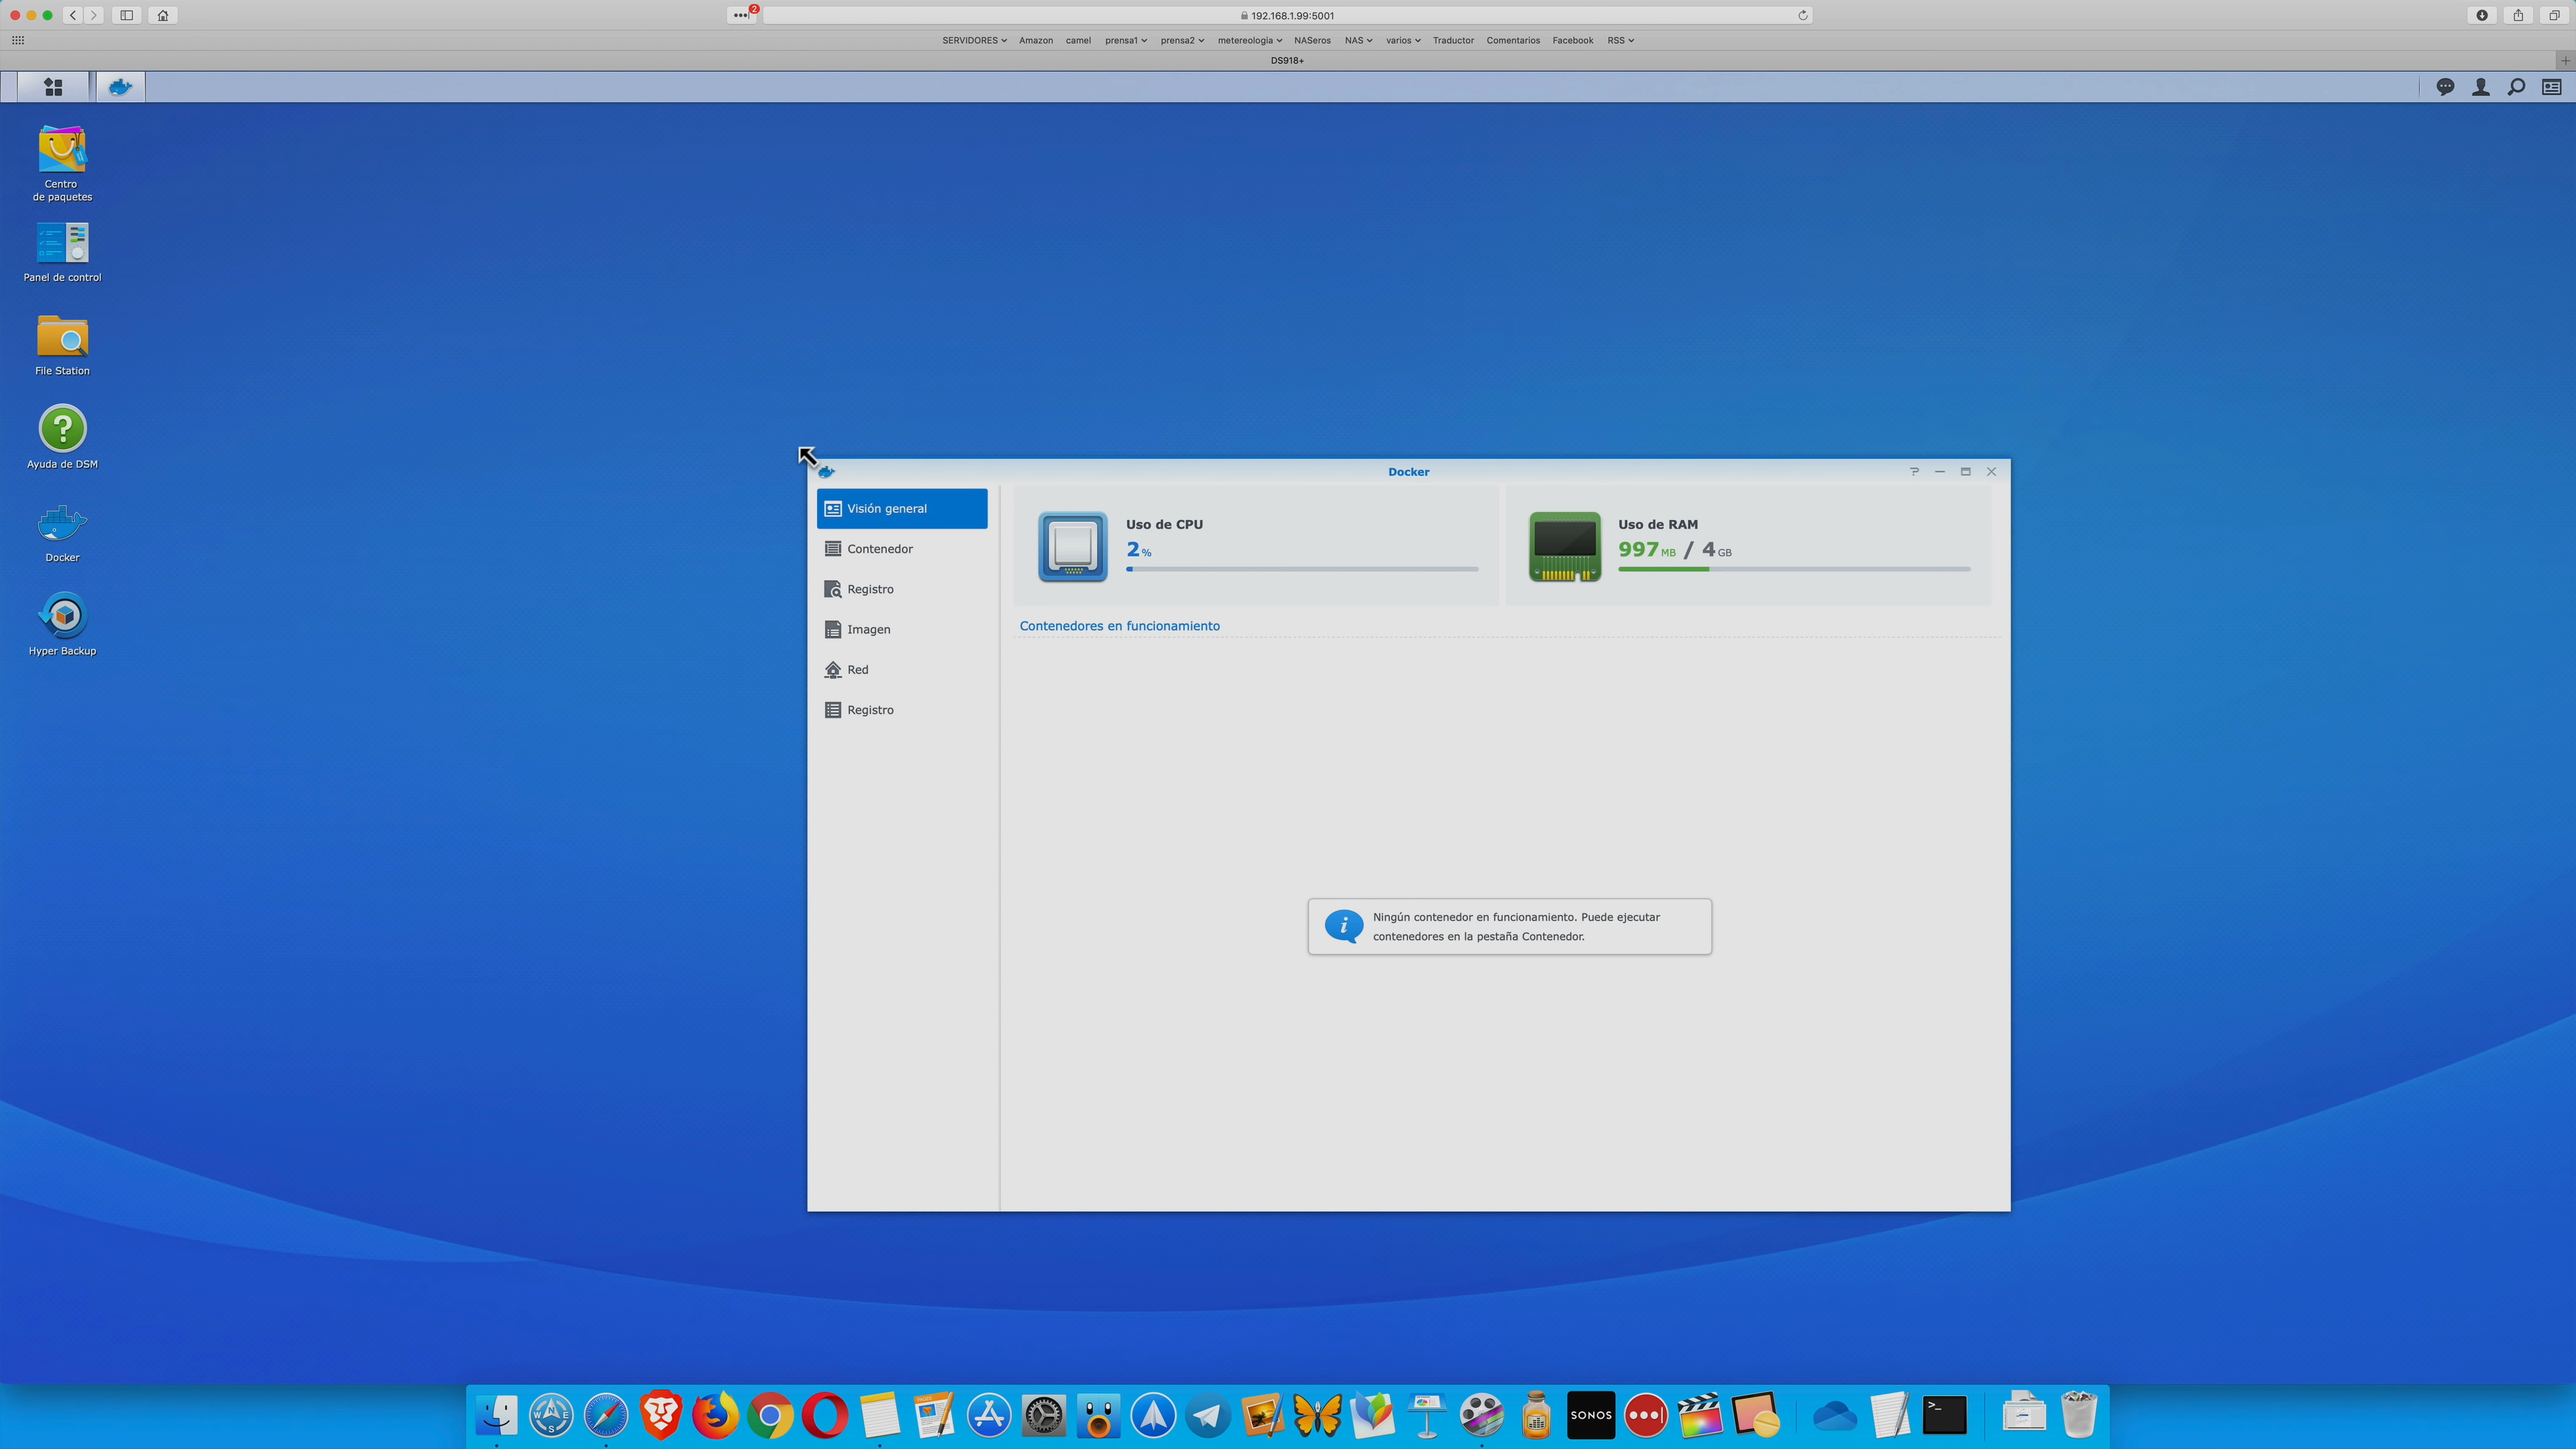 2
192.168.1.99:5001
SERVIDORES Amazon camel prensa1 prensa2 metereologia NASeros NAS varios Traductor Comentarios Facebook RSS
DS918+
Centro
de paquetes
Panel de control
File Station
Ayuda de DSM
Docker
Hyper Backup
Docker
Visión general
Contenedor
Registro
Imagen
Red
Registro
Uso de CPU
2 %
Uso de RAM
997 MB / 4 GB
Contenedores en funcionamiento
Ningún contenedor en funcionamiento. Puede ejecutar
contenedores en la pestaña Contenedor.
SONOS